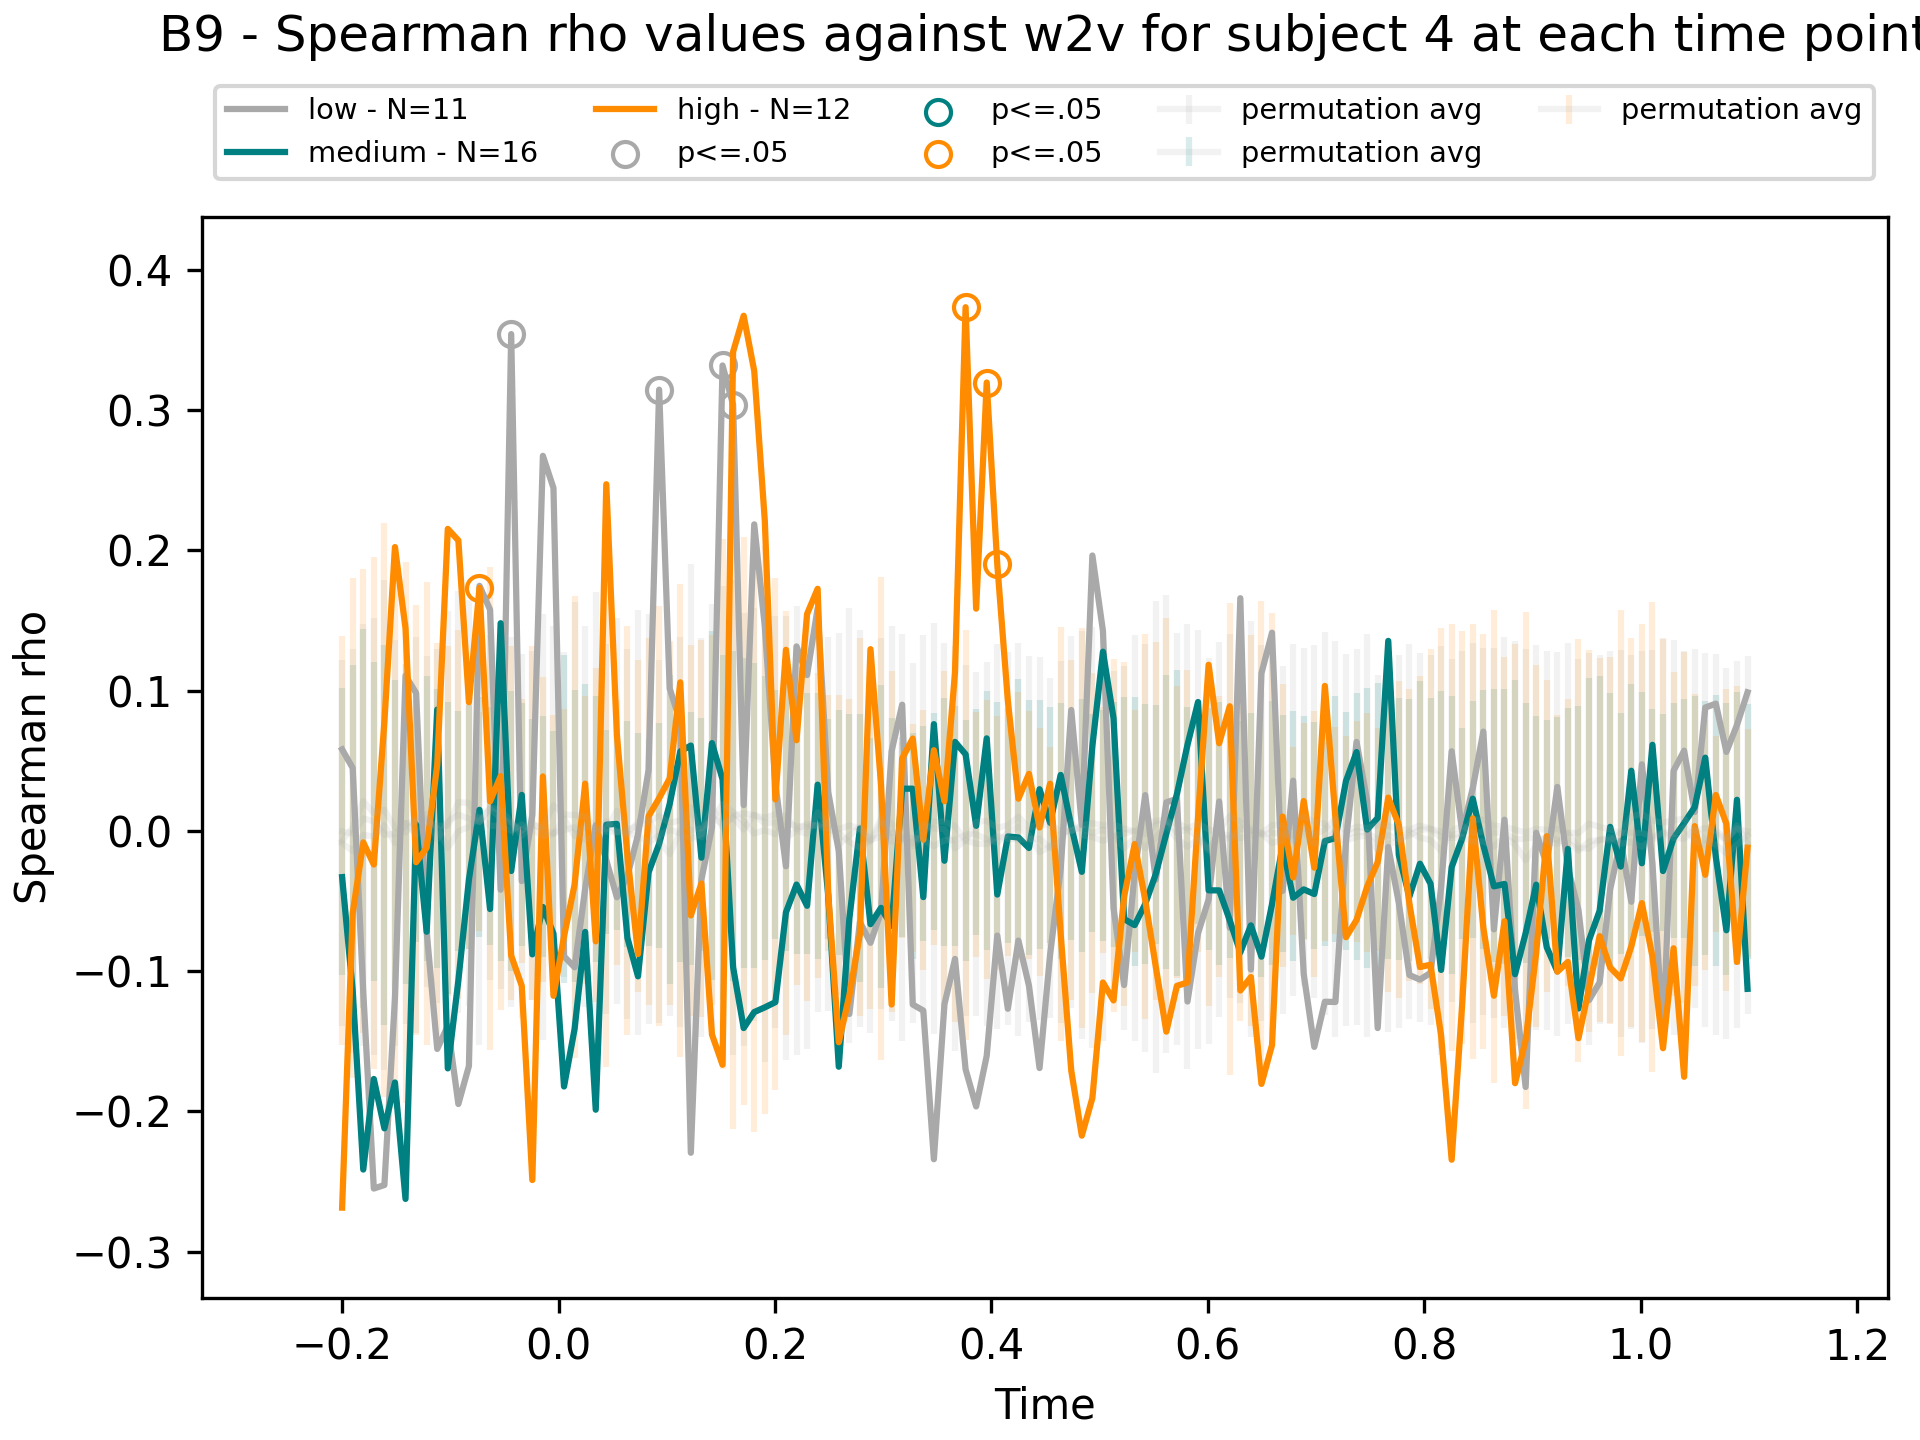 B9 - Spearman rho values against w2v for subject 4 at each time point
low - N=11
medium - N=16
high - N=12
p<=.05
p<=.05
p<=.05
permutation avg
permutation avg
permutation avg
Spearman rho
0.4
0.3
0.2
0.1
0.0
−0.1
−0.2
−0.3
−0.2 0.0 0.2 0.4 0.6 0.8 1.0 1.2
Time